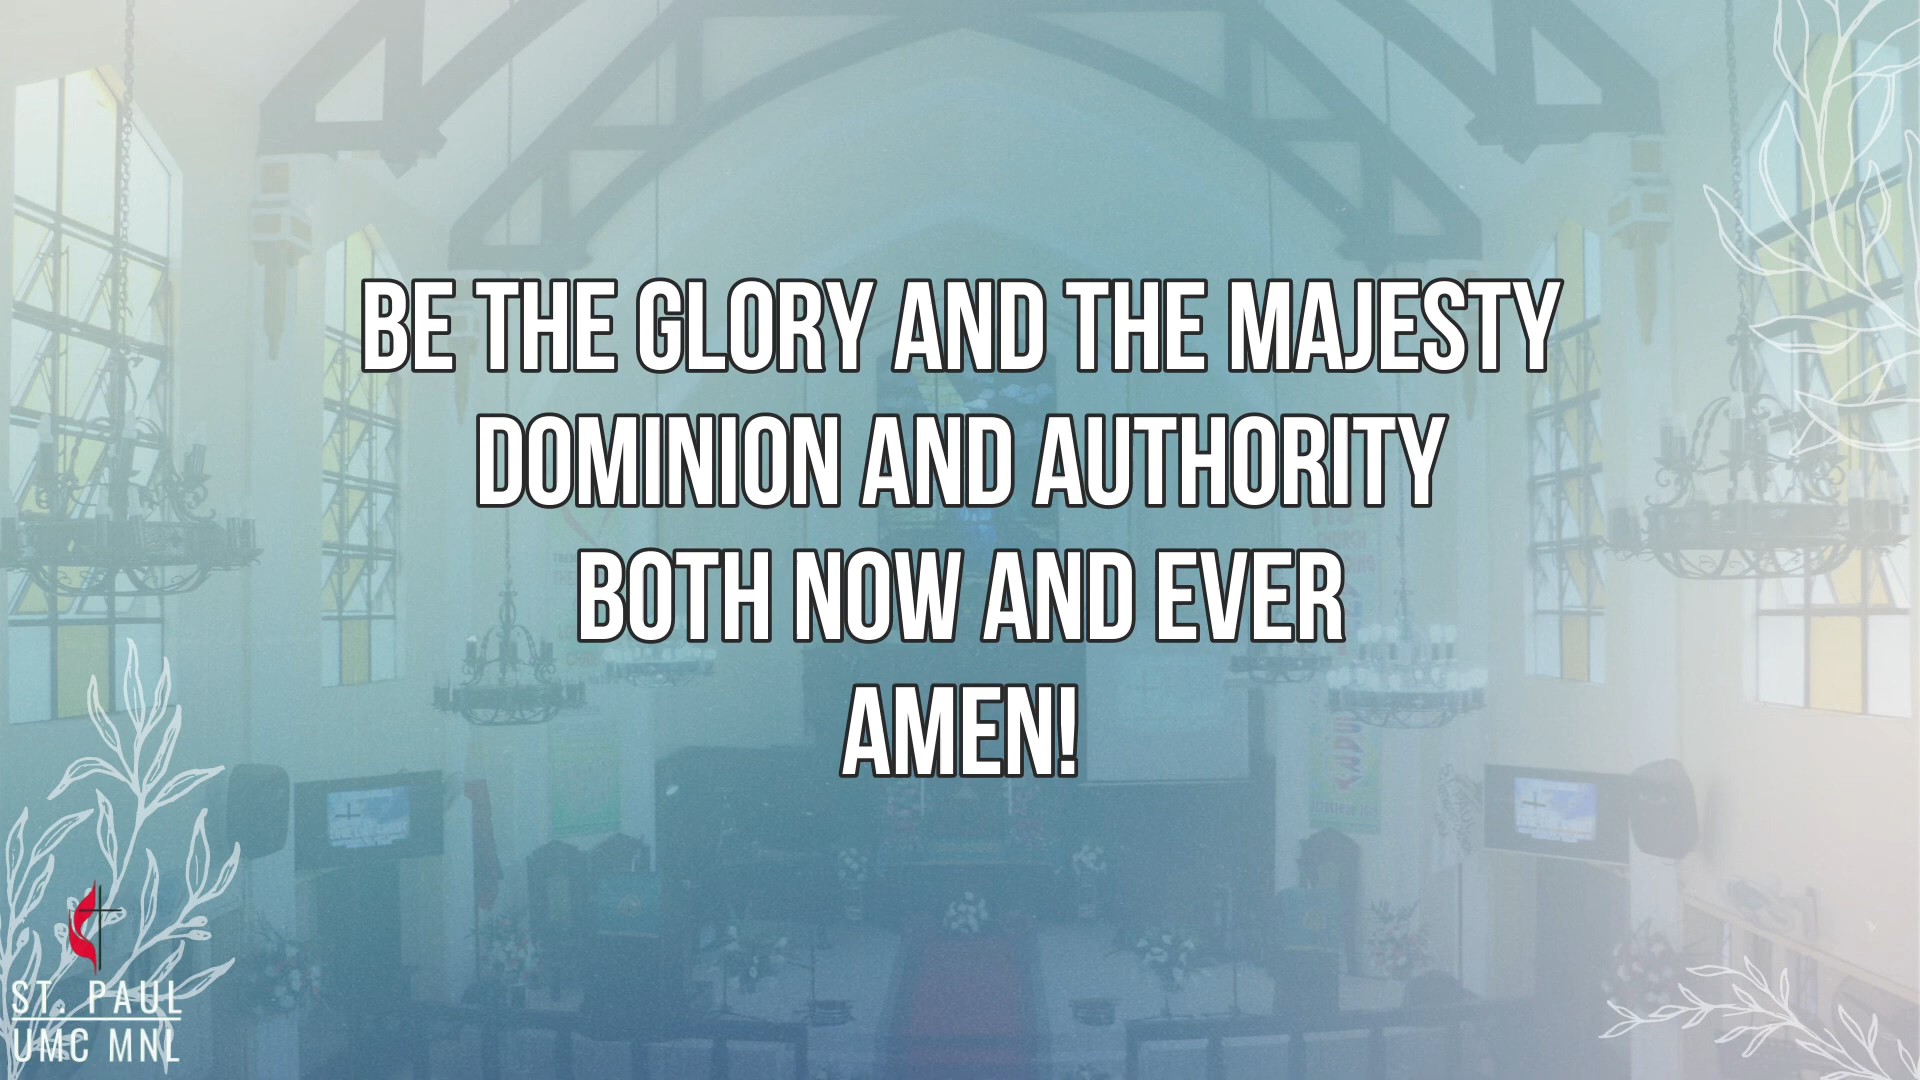 BE THE GLORY AND THE MAJESTY
DOMINION AND AUTHORITY
BOTH NOW AND EVER
AMEN!
ST. PAUL
UMC MNL